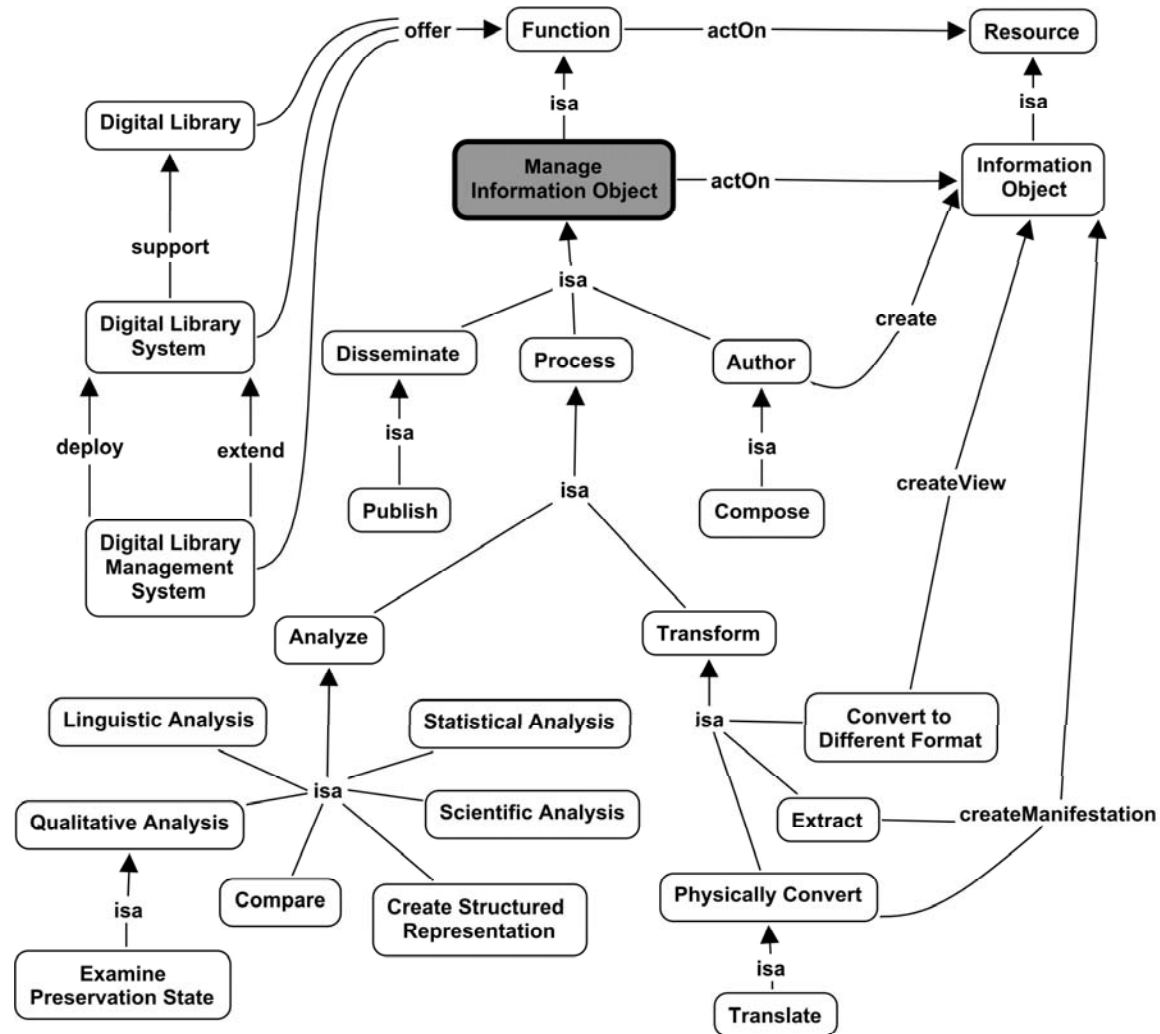 offer
Function
actOn
Resource
isa
isa
Digital Library
Manage
Information Object
actOn
Information
Object
support
isa
Digital Library
System
Disseminate
Process
Author
create
deploy
extend
isa
isa
createView
Publish
isa
Compose
Digital Library
Management
System
Analyze
Transform
Linguistic Analysis
Statistical Analysis
isa
Convert to
Different Format
isa
Qualitative Analysis
Scientific Analysis
Extract
createManifestation
isa
Compare
Create Structured
Representation
Physically Convert
Examine
Preservation State
isa
Translate